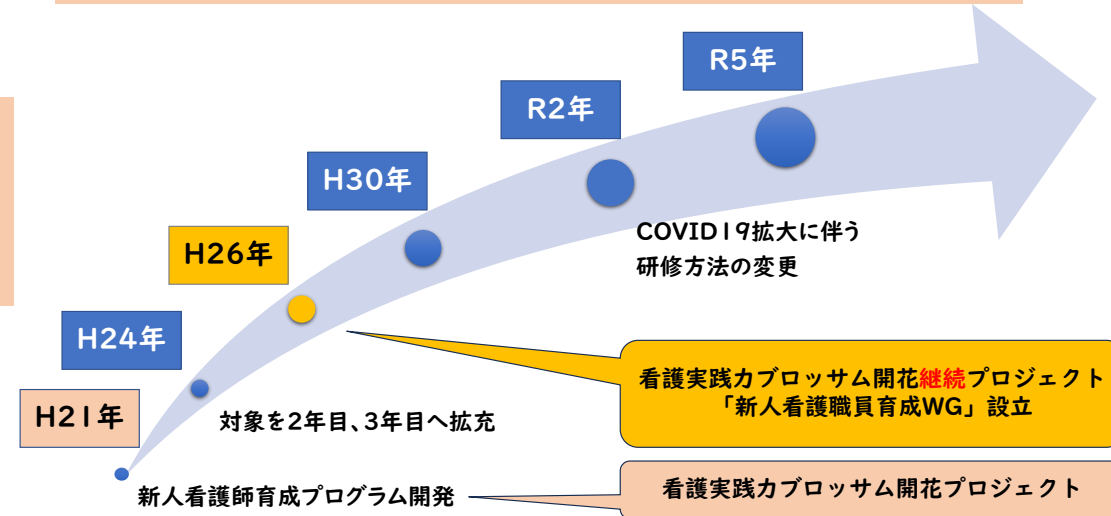 R5年
R2年
H30年
COVID19拡大に伴う
研修方法の変更
H26年
H24年
看護実践力ブロッサム開花継続プロジェクト
「新人看護職員育成WG」設立
H21年
対象を2年目、3年目へ拡充
新人看護師育成プログラム開発
看護実践力ブロッサム開花プロジェクト